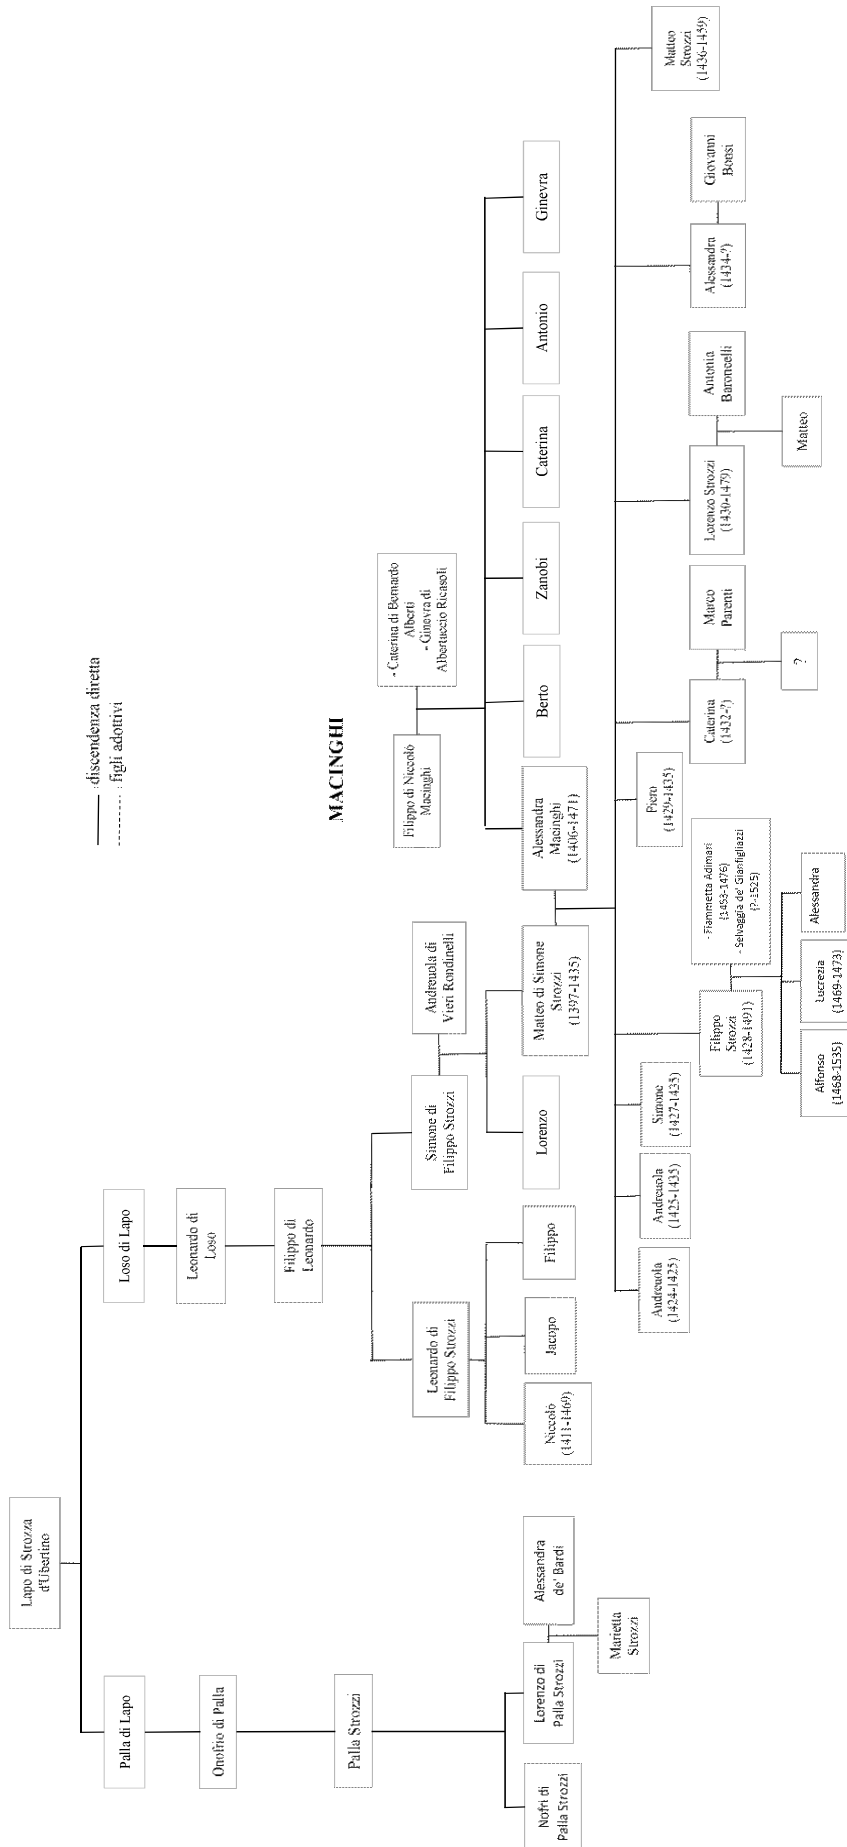 Lapo di Strozza
d'Ubertino
Palla di Lapo
Loso di Lapo
Onofrio di Palla
Leonardo di
Loso
Palla Strozzi
Filippo di
Leonardo
: discendenza diretta
: figli adottivi
MACINGHI
Leonardo di
Filippo Strozzi
Simone di
Filippo Strozzi
Andreuola di
Vieri Rondinelli
Filippo di Niccolò
Macinghi
- Caterina di Bernardo
Alberti
- Ginevra di
Albertaccio Ricasoli
Nofri di
Palla Strozzi
Lorenzo di
Palla Strozzi
Alessandra
de' Bardi
Niccolò
(1411-1469)
Jacopo
Filippo
Lorenzo
Matteo di Simone
Strozzi
(1397-1435)
Alessandra
Macinghi
(1406-1471)
Berto
Zanobi
Caterina
Antonio
Ginevra
Marietta
Strozzi
Andreuola
(1424-1425)
Andreuola
(1425-1435)
Simone
(1427-1435)
Filippo
Strozzi
(1428-1491)
- Fiammetta Adimari
(1453-1476)
- Selvaggia de' Gianfigliazzi
(?-1525)
Piero
(1429-1435)
Caterina
(1432-?)
Marco
Parenti
Lorenzo Strozzi
(1430-1479)
Antonia
Baroncelli
Alessandra
(1434-?)
Giovanni
Bonsi
Matteo
Strozzi
(1436-1459)
Alfonso
(1468-1535)
Lucrezia
(1469-1473)
Alessandra
?
Matteo